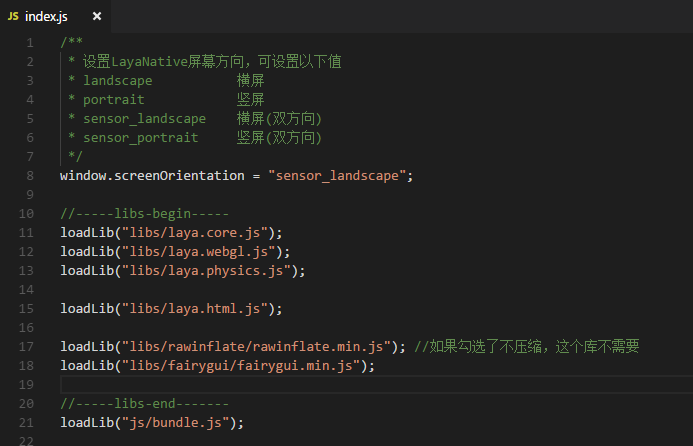 JS index.js ×
1 /**
2  * 设置LayaNative屏幕方向，可设置以下值
3  * landscape           横屏
4  * portrait            竖屏
5  * sensor_landscape    横屏(双方向)
6  * sensor_portrait     竖屏(双方向)
7  */
8 window.screenOrientation = "sensor_landscape";
9
10 //-----libs-begin-----
11 loadLib("libs/laya.core.js");
12 loadLib("libs/laya.webgl.js");
13 loadLib("libs/laya.physics.js");
14
15 loadLib("libs/laya.html.js");
16
17 loadLib("libs/rawinflate/rawinflate.min.js"); //如果勾选了不压缩，这个库不需要
18 loadLib("libs/fairygui/fairygui.min.js");
19
20 //-----libs-end-------
21 loadLib("js/bundle.js");
22